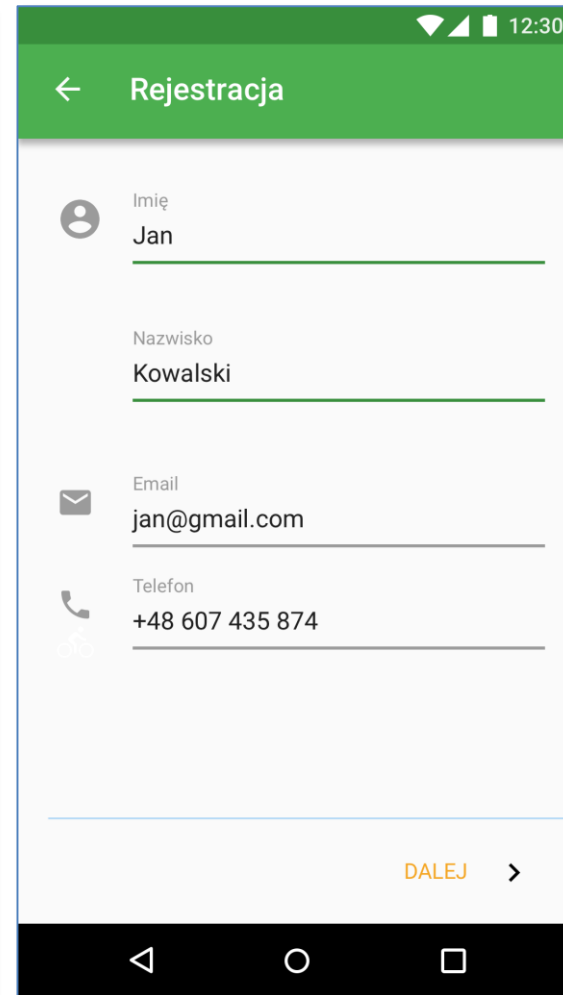 12:30
Rejestracja
Imię
Jan
Nazwisko
Kowalski
Email
jan@gmail.com
Telefon
+48 607 435 874
DALEJ